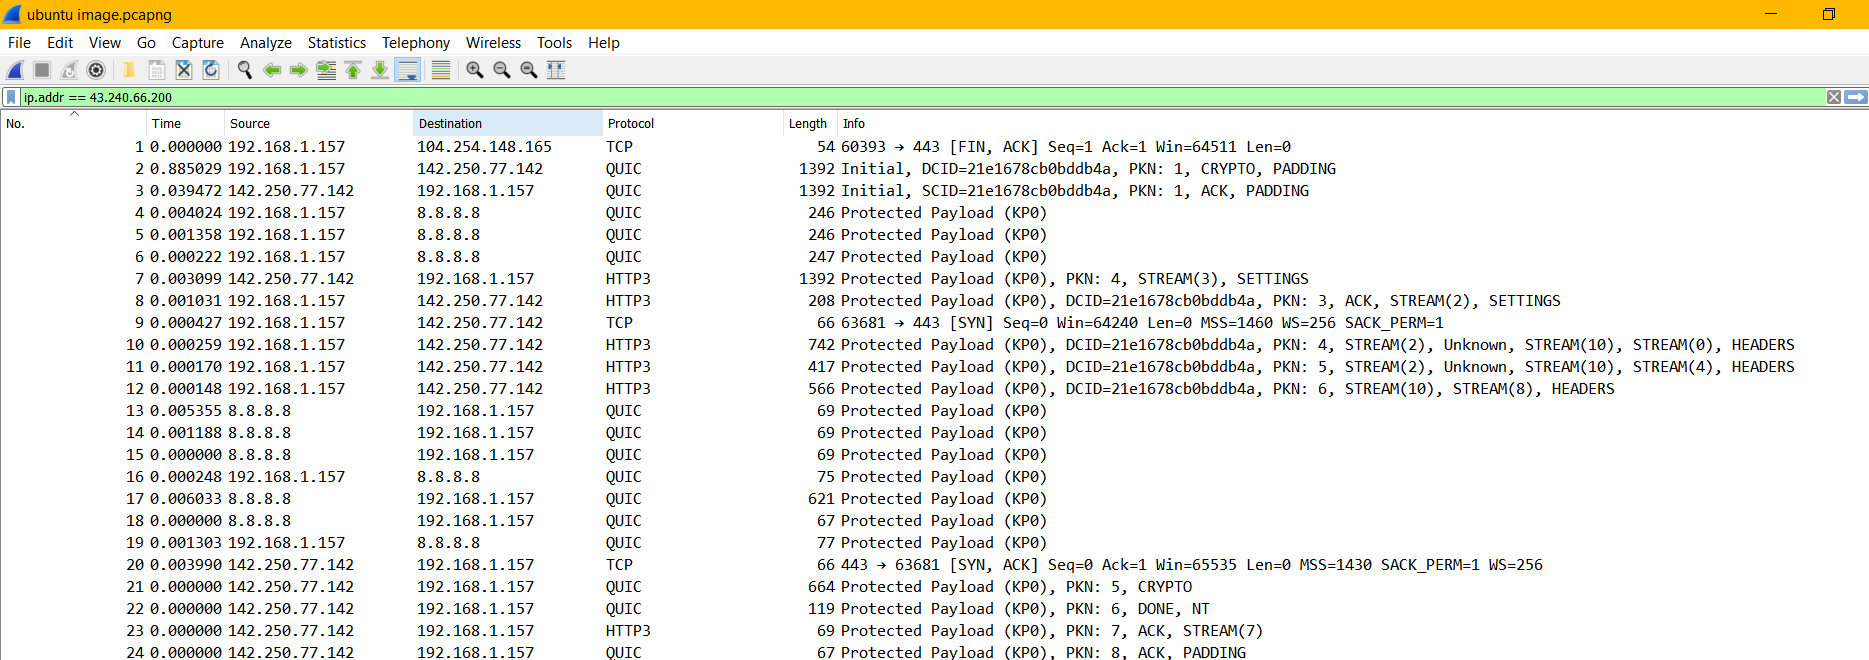 ubuntu image.pcapng
File Edit View Go Capture Analyze Statistics Telephony Wireless Tools Help
ip.addr == 43.240.66.200
No. Time Source Destination Protocol Length Info
1 0.000000 192.168.1.157 104.254.148.165 TCP 54 60393 → 443 [FIN, ACK] Seq=1 Ack=1 Win=64511 Len=0
2 0.885029 192.168.1.157 142.250.77.142 QUIC 1392 Initial, DCID=21e1678cb0bddb4a, PKN: 1, CRYPTO, PADDING
3 0.039472 142.250.77.142 192.168.1.157 QUIC 1392 Initial, SCID=21e1678cb0bddb4a, PKN: 1, ACK, PADDING
4 0.004024 192.168.1.157 8.8.8.8 QUIC 246 Protected Payload (KP0)
5 0.001358 192.168.1.157 8.8.8.8 QUIC 246 Protected Payload (KP0)
6 0.000222 192.168.1.157 8.8.8.8 QUIC 247 Protected Payload (KP0)
7 0.003099 142.250.77.142 192.168.1.157 HTTP3 1392 Protected Payload (KP0), PKN: 4, STREAM(3), SETTINGS
8 0.001031 192.168.1.157 142.250.77.142 HTTP3 208 Protected Payload (KP0), DCID=21e1678cb0bddb4a, PKN: 3, ACK, STREAM(2), SETTINGS
9 0.000427 192.168.1.157 142.250.77.142 TCP 66 63681 → 443 [SYN] Seq=0 Win=64240 Len=0 MSS=1460 WS=256 SACK_PERM=1
10 0.000259 192.168.1.157 142.250.77.142 HTTP3 742 Protected Payload (KP0), DCID=21e1678cb0bddb4a, PKN: 4, STREAM(2), Unknown, STREAM(10), STREAM(0), HEADERS
11 0.000170 192.168.1.157 142.250.77.142 HTTP3 417 Protected Payload (KP0), DCID=21e1678cb0bddb4a, PKN: 5, STREAM(2), Unknown, STREAM(10), STREAM(4), HEADERS
12 0.000148 192.168.1.157 142.250.77.142 HTTP3 566 Protected Payload (KP0), DCID=21e1678cb0bddb4a, PKN: 6, STREAM(10), STREAM(8), HEADERS
13 0.005355 8.8.8.8 192.168.1.157 QUIC 69 Protected Payload (KP0)
14 0.001188 8.8.8.8 192.168.1.157 QUIC 69 Protected Payload (KP0)
15 0.000000 8.8.8.8 192.168.1.157 QUIC 69 Protected Payload (KP0)
16 0.000248 192.168.1.157 8.8.8.8 QUIC 75 Protected Payload (KP0)
17 0.006033 8.8.8.8 192.168.1.157 QUIC 621 Protected Payload (KP0)
18 0.000000 8.8.8.8 192.168.1.157 QUIC 67 Protected Payload (KP0)
19 0.001303 192.168.1.157 8.8.8.8 QUIC 77 Protected Payload (KP0)
20 0.003990 142.250.77.142 192.168.1.157 TCP 66 443 → 63681 [SYN, ACK] Seq=0 Ack=1 Win=65535 Len=0 MSS=1430 SACK_PERM=1 WS=256
21 0.000000 142.250.77.142 192.168.1.157 QUIC 664 Protected Payload (KP0), PKN: 5, CRYPTO
22 0.000000 142.250.77.142 192.168.1.157 QUIC 119 Protected Payload (KP0), PKN: 6, DONE, NT
23 0.000000 142.250.77.142 192.168.1.157 HTTP3 69 Protected Payload (KP0), PKN: 7, ACK, STREAM(7)
24 0.000000 142.250.77.142 192.168.1.157 QUIC 67 Protected Payload (KP0), PKN: 8, ACK, PADDING